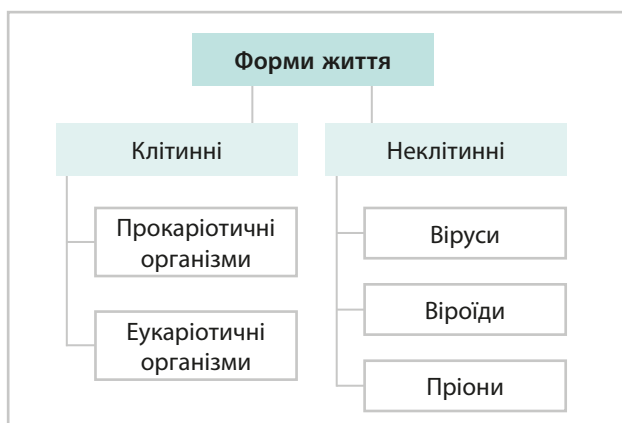 Форми життя
Клітинні
Прокаріотичні
організми
Еукаріотичні
організми
Неклітинні
Віруси
Віроїди
Пріони